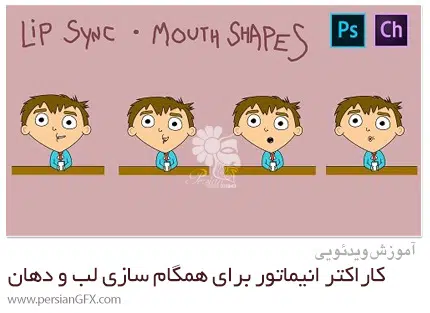 LiP SYNC • MOUTH SHAPES
Ps Ch
آموزش ویدئویی
کاراکتر انیماتور برای همگام سازی لب و دهان
www.persianGFX.com